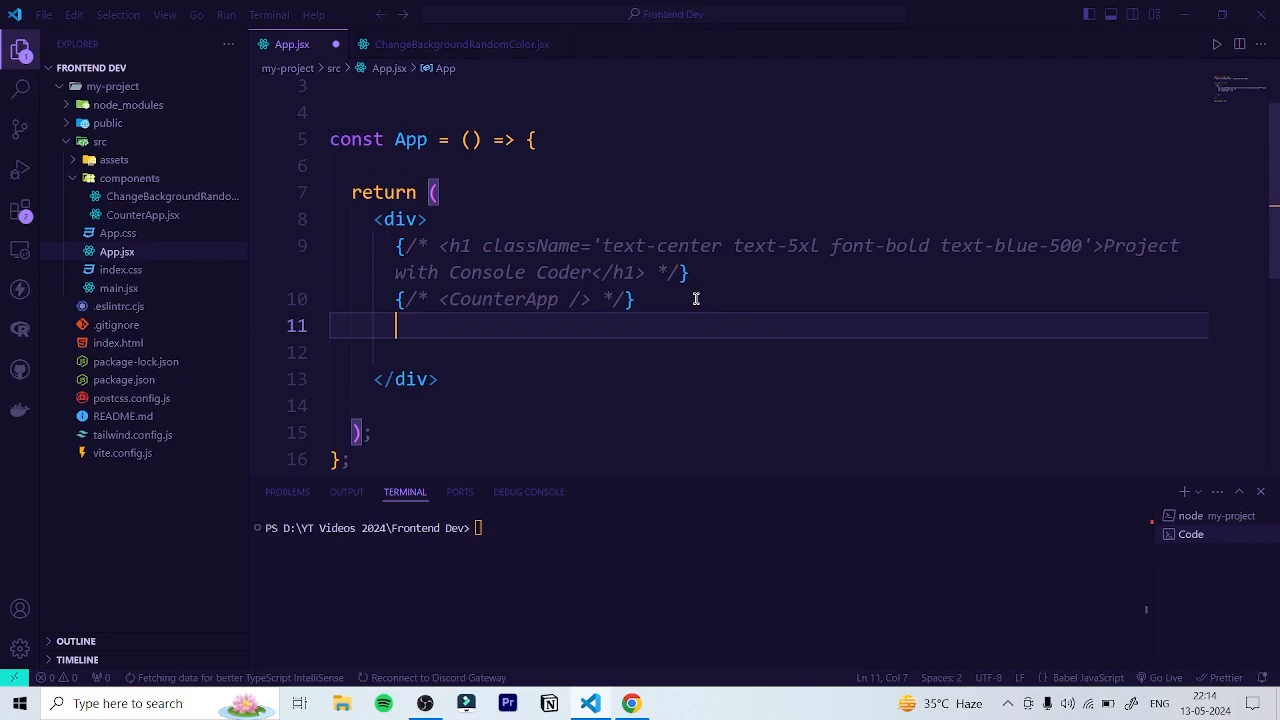 File Edit Selection View Go Run Terminal Help
Frontend Dev
EXPLORER
App.jsx
ChangeBackgroundRandomColor.jsx
FRONTEND DEV
my-project > src > App.jsx > App
my-project
node_modules
public
src
assets
components
ChangeBackgroundRando...
CounterApp.jsx
App.css
App.jsx
index.css
main.jsx
.eslintrc.cjs
.gitignore
index.html
package-lock.json
package.json
postcss.config.js
README.md
tailwind.config.js
vite.config.js
OUTLINE
TIMELINE
1
2
3
4
5 const App = () => {
6
7 return (
8 <div>
9 {/* <h1 className='text-center text-5xl font-bold text-blue-500'>Project
with Console Coder</h1> */}
10 {/* <CounterApp /> */}
11
12
13 </div>
14
15 );
16 };
PROBLEMS OUTPUT TERMINAL PORTS DEBUG CONSOLE
PS D:\YT Videos 2024\Frontend Dev>
node my-project
Code
0 0 0 Fetching data for better TypeScript IntelliSense Reconnect to Discord Gateway
Ln 11, Col 7 Spaces: 2 UTF-8 LF {} Babel JavaScript Go Live Prettier
Type here to search
35°C Haze
ENG
22:14
13-05-2024